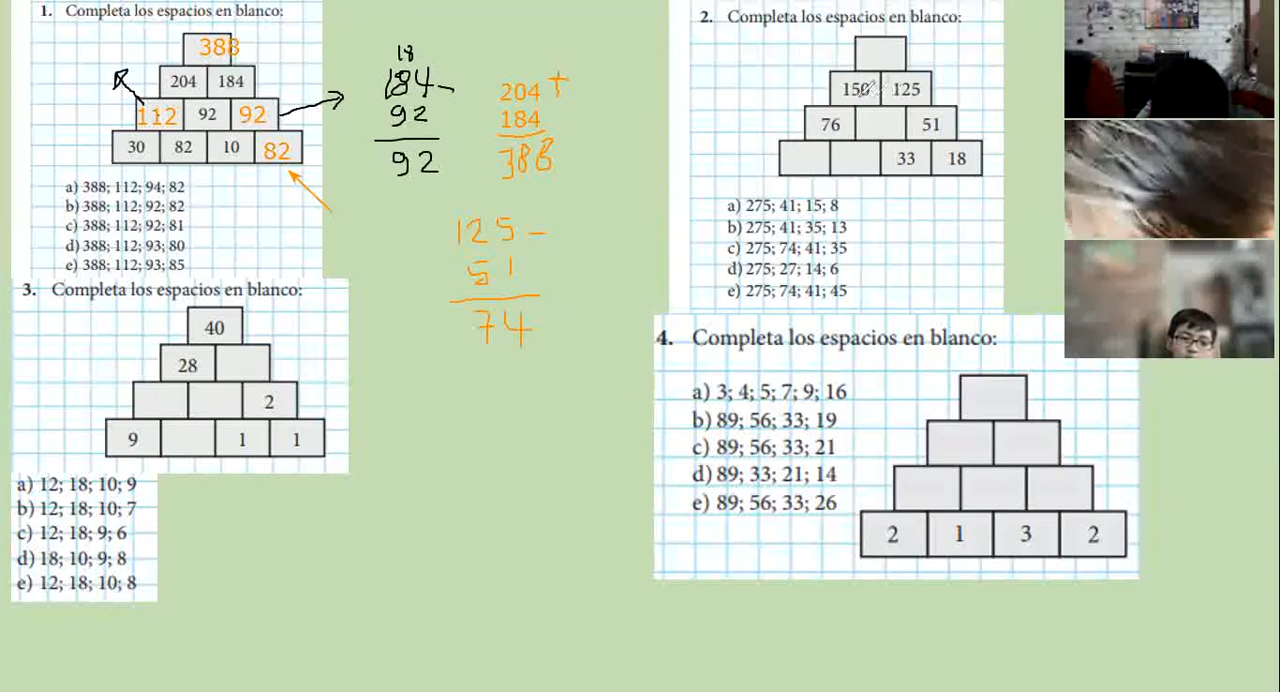 1. Completa los espacios en blanco:
388
204 184
112 92 92
30 82 10 82
a) 388; 112; 94; 82
b) 388; 112; 92; 82
c) 388; 112; 92; 81
d) 388; 112; 93; 80
e) 388; 112; 93; 85
18
184 -
92
92
204 +
184
388
125 -
51
74
2. Completa los espacios en blanco:
150 125
76 51
33 18
a) 275; 41; 15; 8
b) 275; 41; 35; 13
c) 275; 74; 41; 35
d) 275; 27; 14; 6
e) 275; 74; 41; 45
3. Completa los espacios en blanco:
40
28
2
9 1 1
a) 12; 18; 10; 9
b) 12; 18; 10; 7
c) 12; 18; 9; 6
d) 18; 10; 9; 8
e) 12; 18; 10; 8
4. Completa los espacios en blanco:
a) 3; 4; 5; 7; 9; 16
b) 89; 56; 33; 19
c) 89; 56; 33; 21
d) 89; 33; 21; 14
e) 89; 56; 33; 26
2 1 3 2